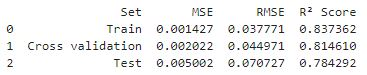 Set MSE RMSE R² Score
0 Train 0.001427 0.037771 0.837362
1 Cross validation 0.002022 0.044971 0.814610
2 Test 0.005002 0.070727 0.784292